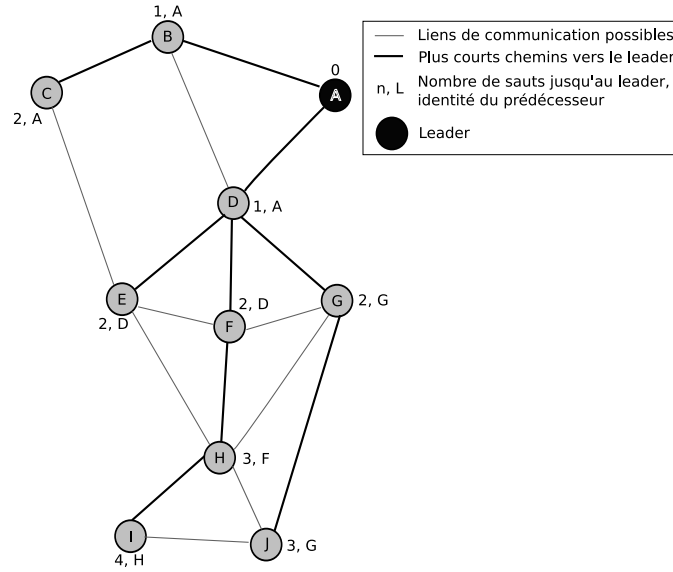 1, A
B
0
A
C
2, A
D
1, A
E
2, D
2, D
F
G
2, G
H
3, F
I
4, H
J
3, G
Liens de communication possibles
Plus courts chemins vers le leader
n, L
Nombre de sauts jusqu'au leader,
identité du prédécesseur
Leader